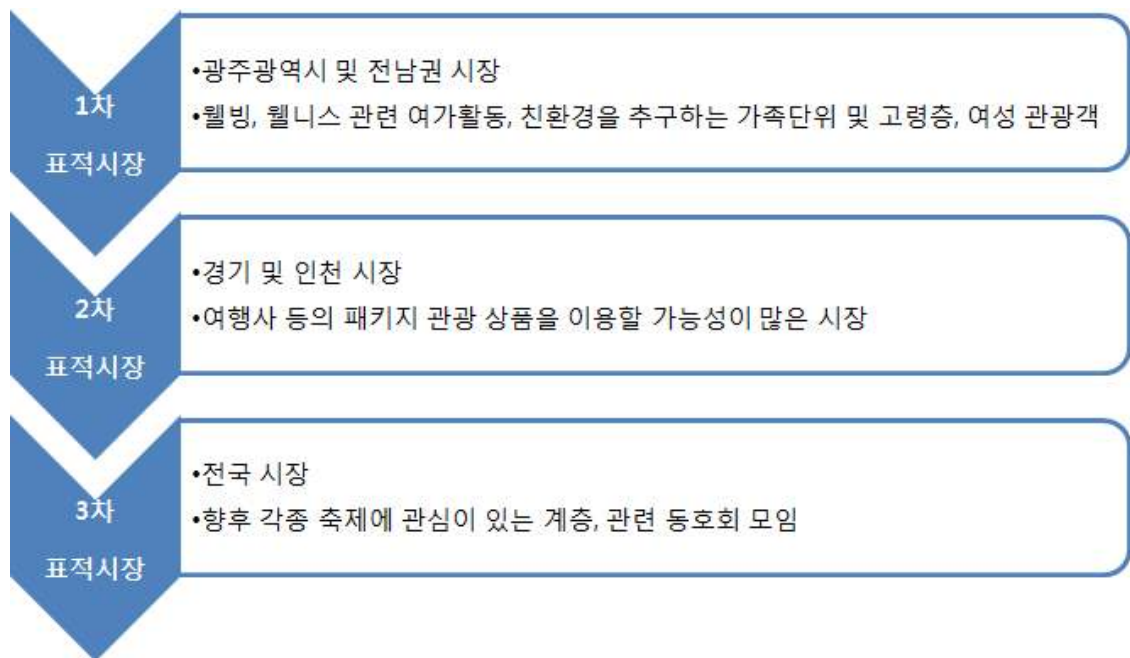 1차
표적시장
•광주광역시 및 전남권 시장
•웰빙, 웰니스 관련 여가활동, 친환경을 추구하는 가족단위 및 고령층, 여성 관광객
2차
표적시장
•경기 및 인천 시장
•여행사 등의 패키지 관광 상품을 이용할 가능성이 많은 시장
3차
표적시장
•전국 시장
•향후 각종 축제에 관심이 있는 계층, 관련 동호회 모임